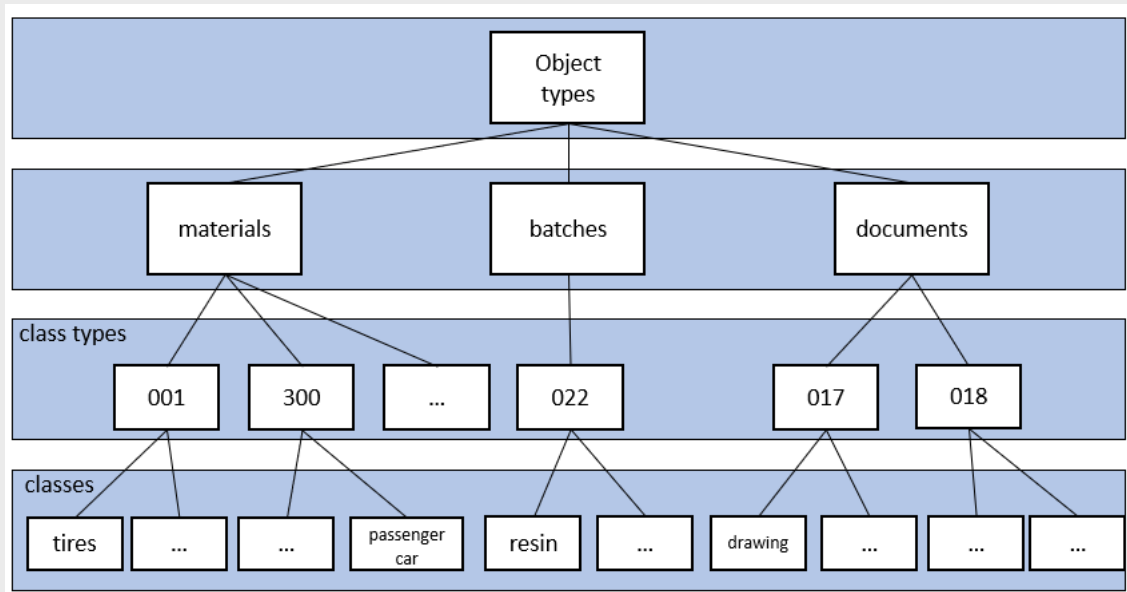 Object
types
materials
batches
documents
class types
001
300
...
022
017
018
classes
tires
...
...
passenger
car
resin
...
drawing
...
...
...